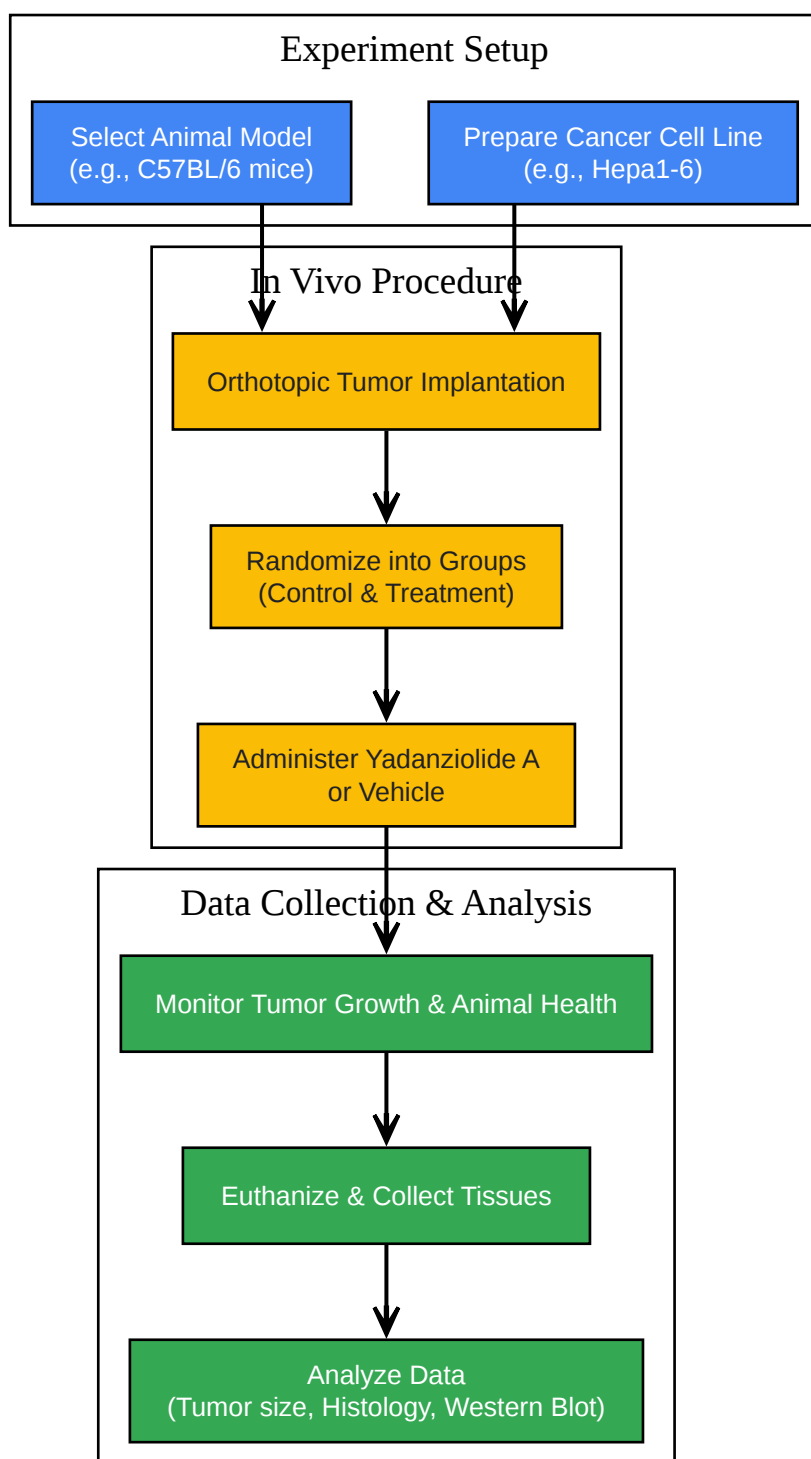 Experiment Setup
Select Animal Model
(e.g., C57BL/6 mice)
Prepare Cancer Cell Line
(e.g., Hepa1-6)
In Vivo Procedure
Orthotopic Tumor Implantation
Randomize into Groups
(Control & Treatment)
Administer Yadanziolide A
or Vehicle
Data Collection & Analysis
Monitor Tumor Growth & Animal Health
Euthanize & Collect Tissues
Analyze Data
(Tumor size, Histology, Western Blot)